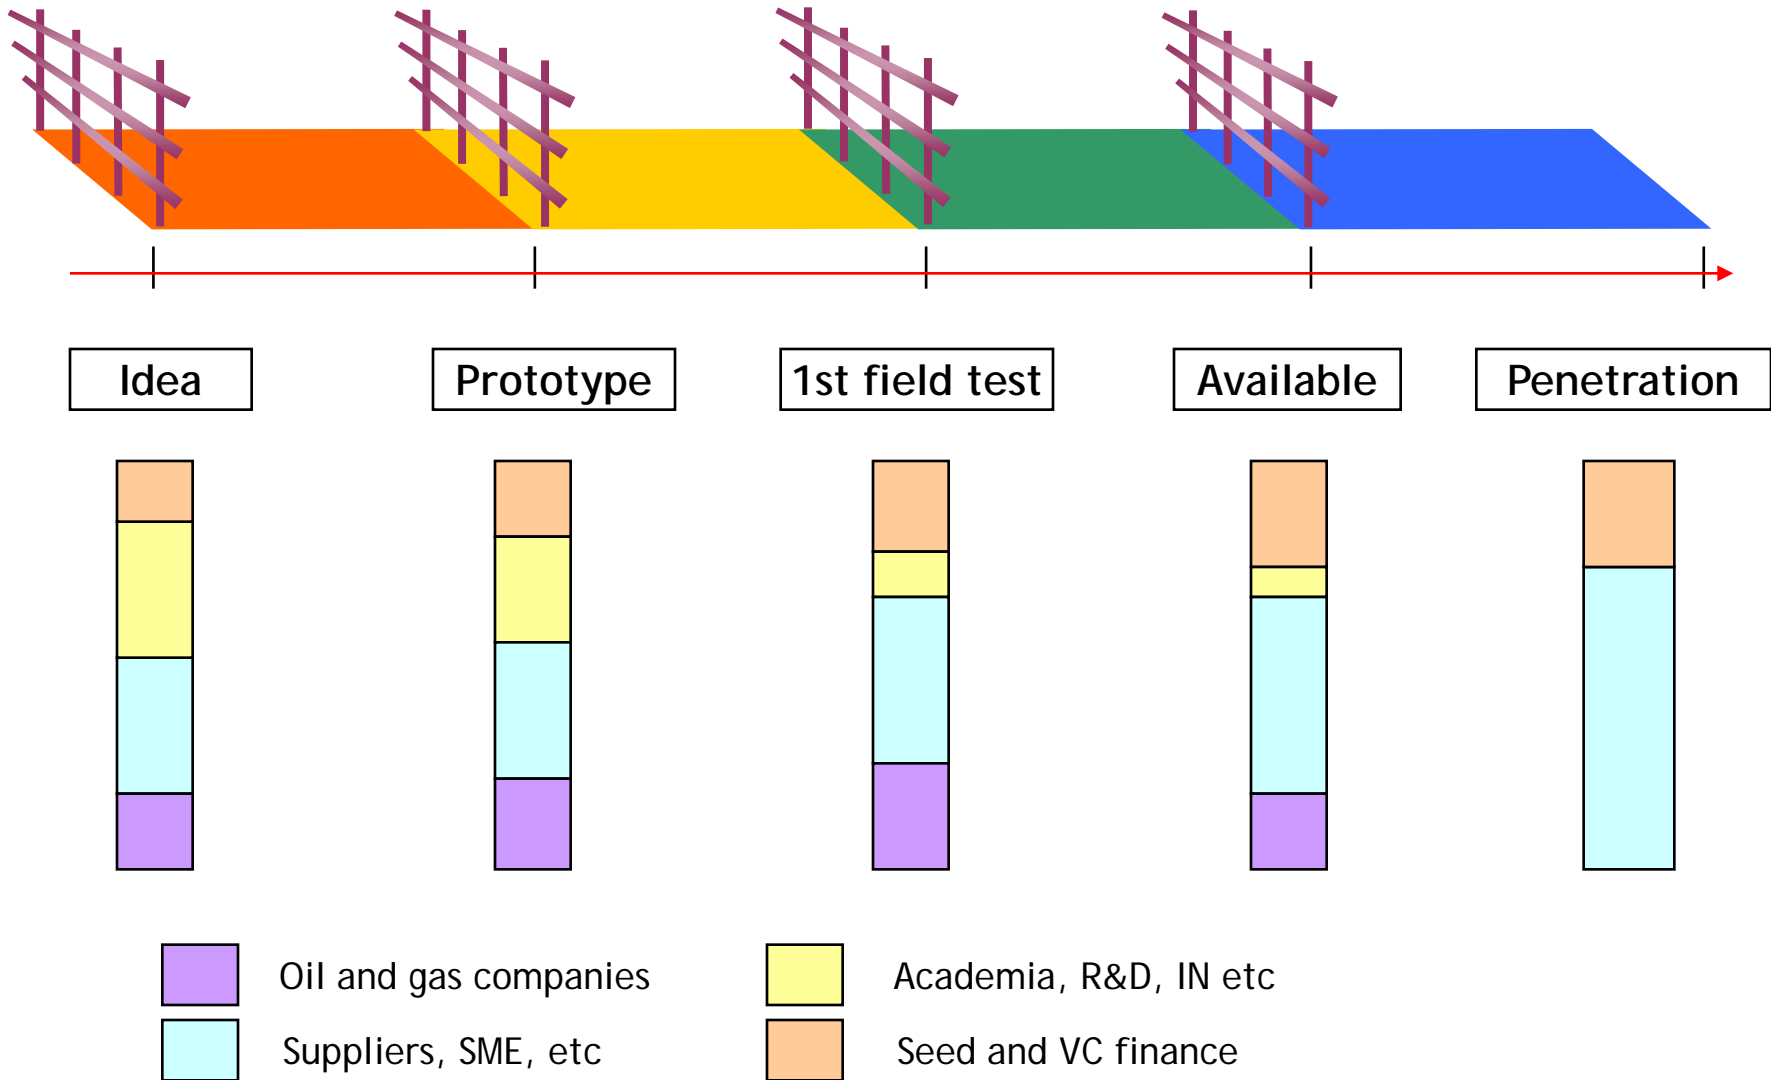 Idea
Prototype
1st field test
Available
Penetration
Oil and gas companies
Academia, R&D, IN etc
Suppliers, SME, etc
Seed and VC finance